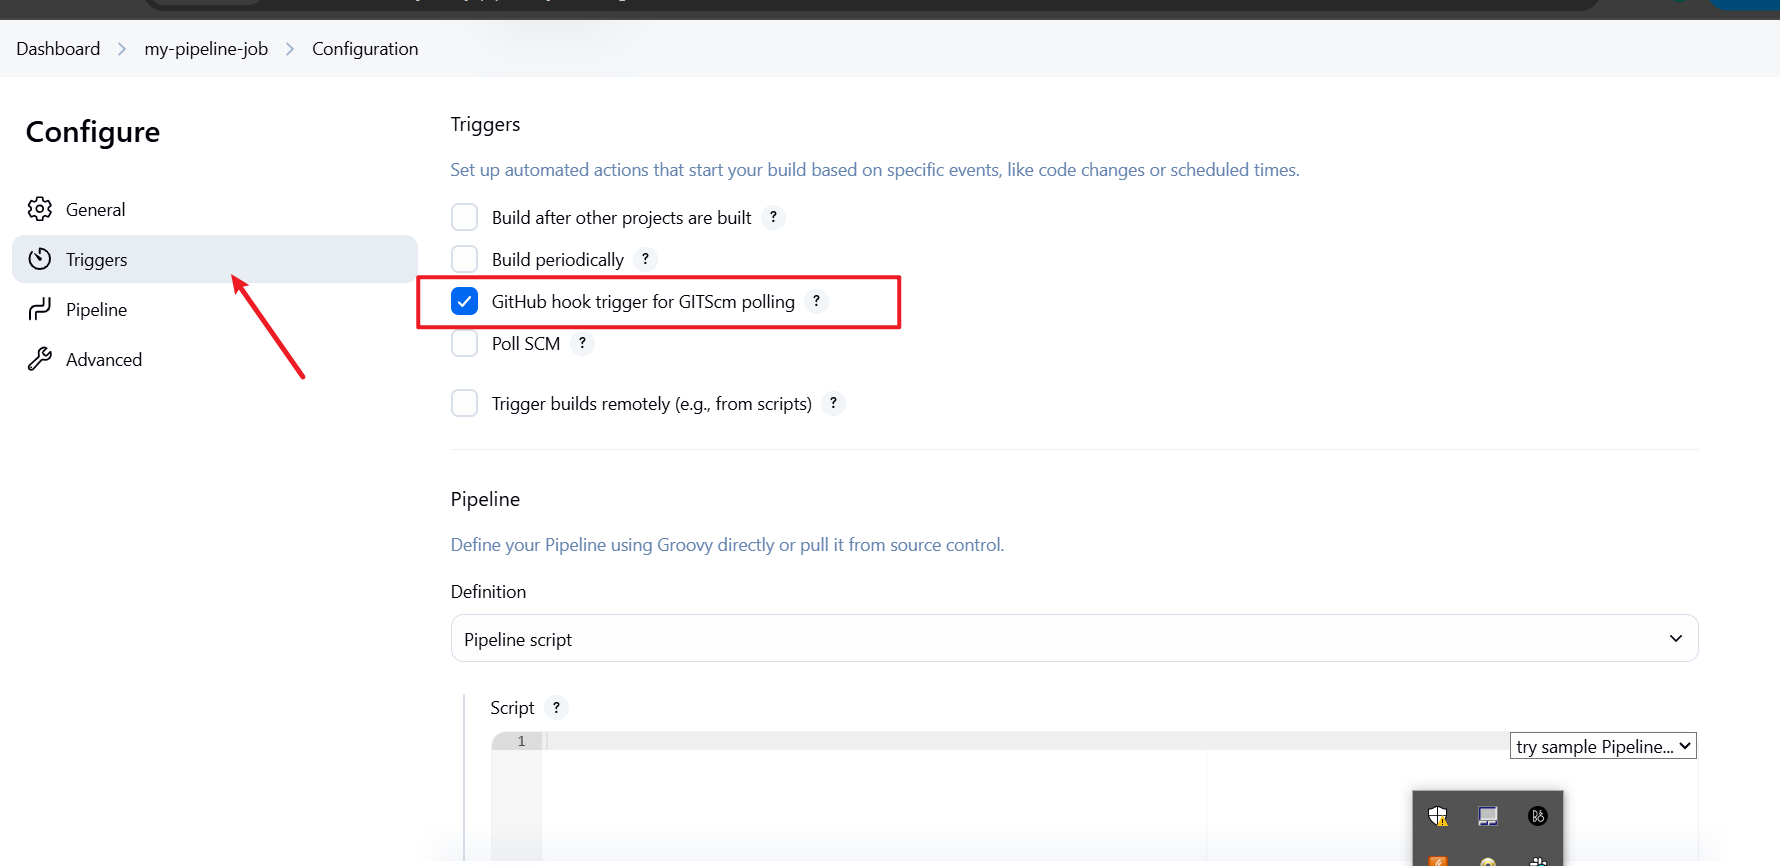 Dashboard > my-pipeline-job > Configuration
Configure
General
Triggers
Pipeline
Advanced
Triggers
Set up automated actions that start your build based on specific events, like code changes or scheduled times.
Build after other projects are built ?
Build periodically ?
GitHub hook trigger for GITScm polling ?
Poll SCM ?
Trigger builds remotely (e.g., from scripts) ?
Pipeline
Define your Pipeline using Groovy directly or pull it from source control.
Definition
Pipeline script
Script ?
1
try sample Pipeline...